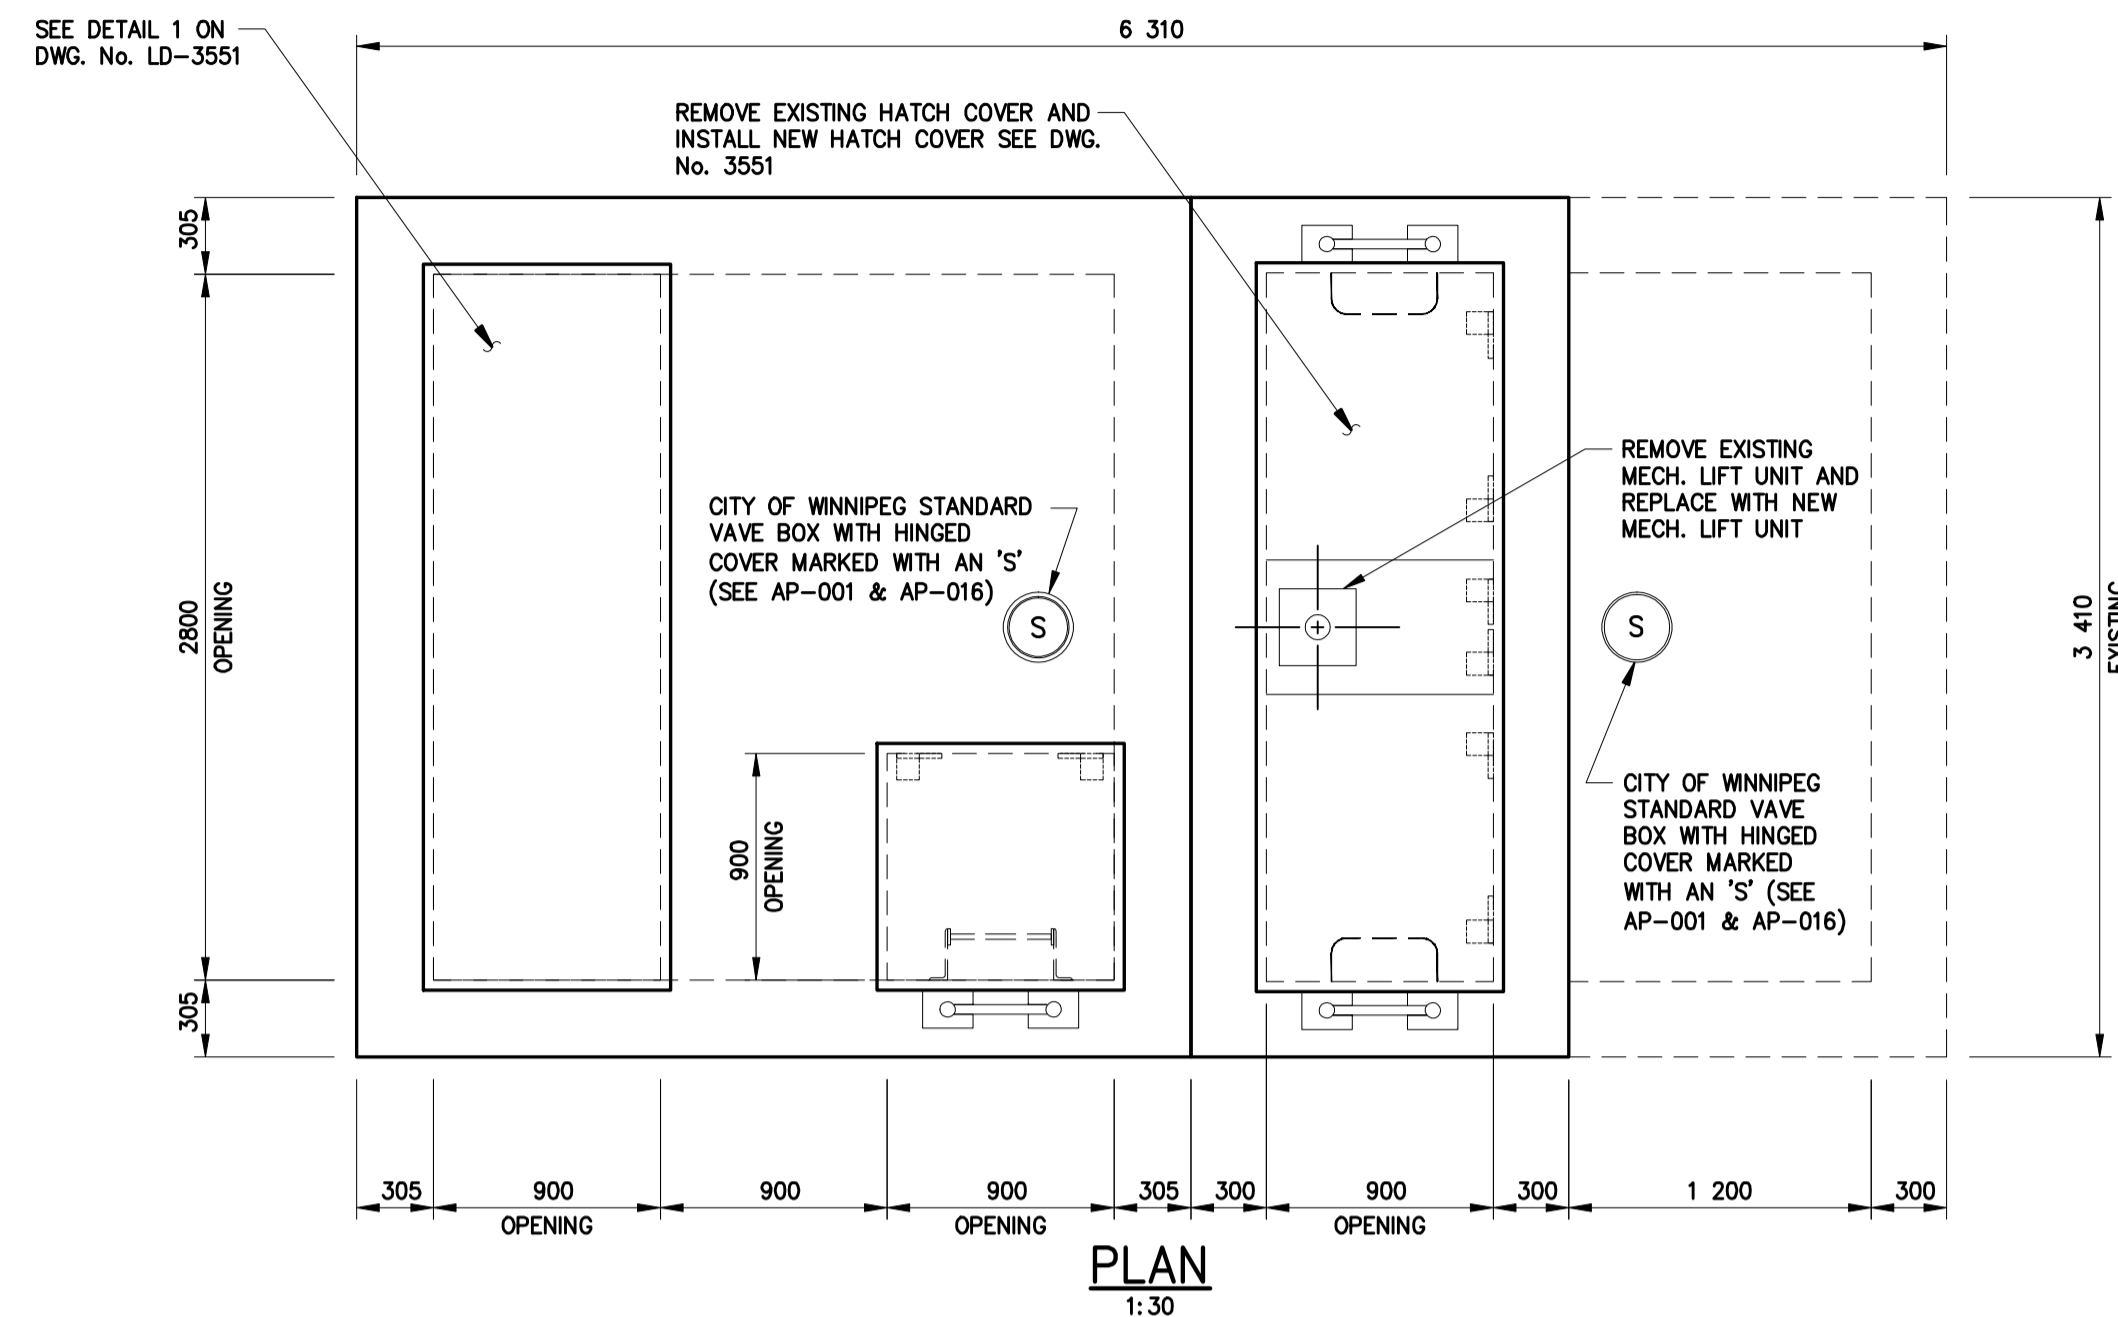 SEE DETAIL 1 ON
DWG. No. LD-3551
6 310
REMOVE EXISTING HATCH COVER AND
INSTALL NEW HATCH COVER SEE DWG.
No. 3551
305
2800
OPENING
305
CITY OF WINNIPEG STANDARD
VAVE BOX WITH HINGED
COVER MARKED WITH AN 'S'
(SEE AP-001 & AP-016)
S
REMOVE EXISTING
MECH. LIFT UNIT AND
REPLACE WITH NEW
MECH. LIFT UNIT
S
3 410
EXISTING
900
OPENING
CITY OF WINNIPEG
STANDARD VAVE
BOX WITH HINGED
COVER MARKED
WITH AN 'S' (SEE
AP-001 & AP-016)
305 900 900 900 305 300 900 300 1 200 300
OPENING OPENING OPENING
PLAN
1:30